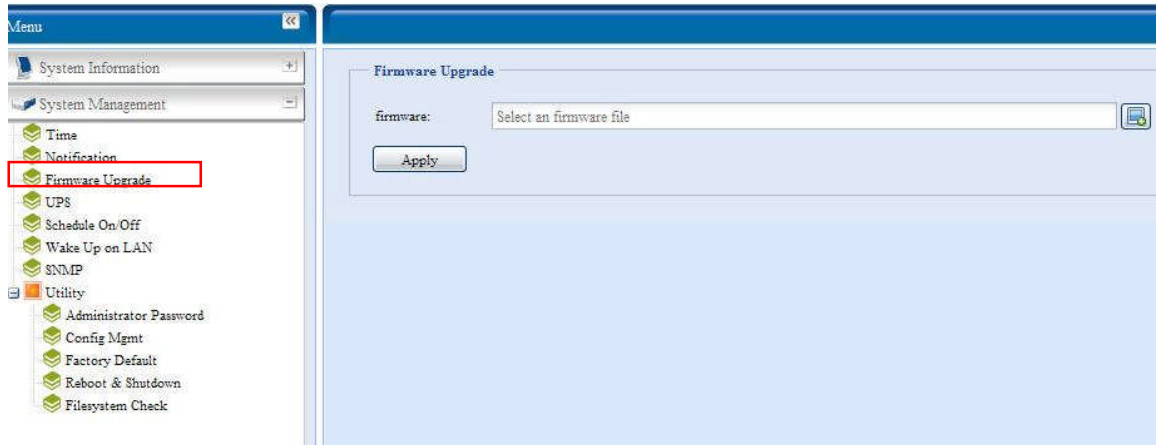 Menu
System Information
System Management
Time
Notification
Firmware Upgrade
UPS
Schedule On/Off
Wake Up on LAN
SNMP
Utility
Administrator Password
Config Mgmt
Factory Default
Reboot & Shutdown
Filesystem Check
Firmware Upgrade
firmware: Select an firmware file
Apply